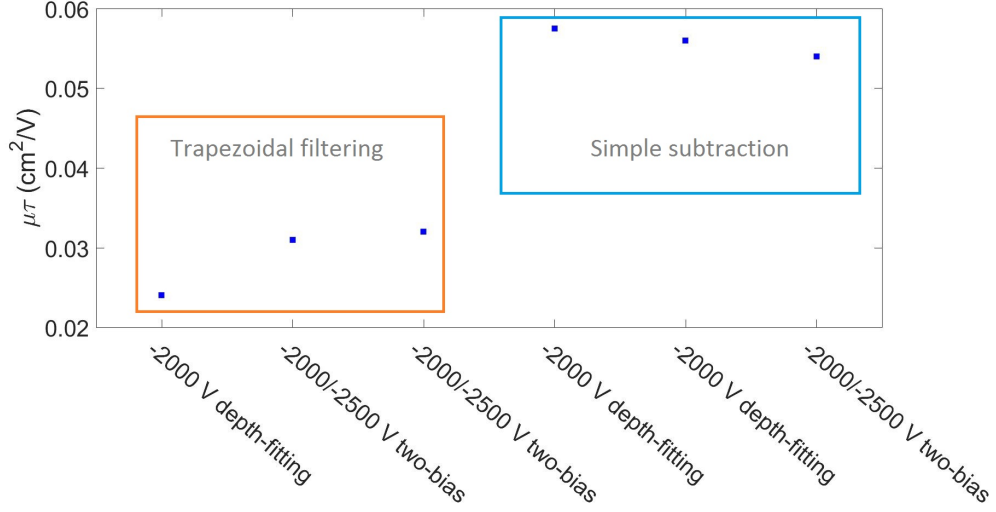 0.06
0.05
0.04
0.03
0.02
μτ (cm²/V)
Trapezoidal filtering
Simple subtraction
-2000 V depth-fitting
-2000/-2500 V two-bias
-2000/-2500 V two-bias
-2000 V depth-fitting
-2000 V depth-fitting
-2000/-2500 V two-bias